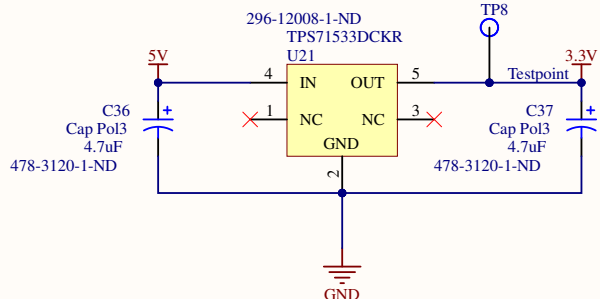 TP8
296-12008-1-ND
TPS71533DCKR
U21
5V
3.3V
4
IN
OUT
5
Testpoint
1
NC
NC
3
C36
Cap Pol3
4.7uF
478-3120-1-ND
+
GND
2
C37
Cap Pol3
4.7uF
478-3120-1-ND
+
GND